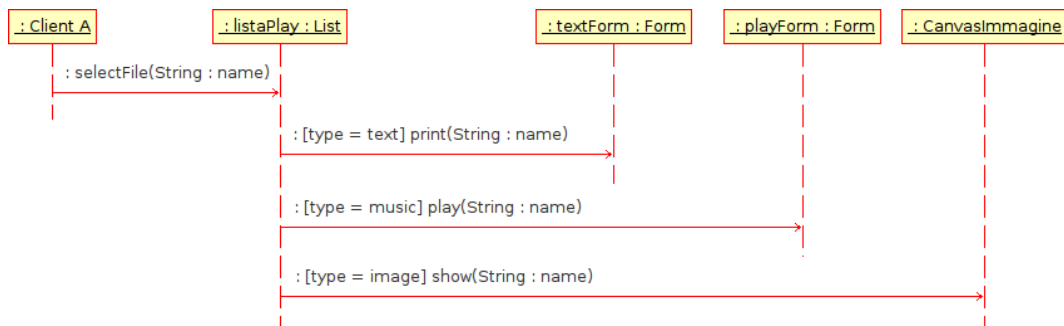 : Client A
: listaPlay : List
: textForm : Form
: playForm : Form
: CanvasImmagine
: selectFile(String : name)
: [type = text] print(String : name)
: [type = music] play(String : name)
: [type = image] show(String : name)